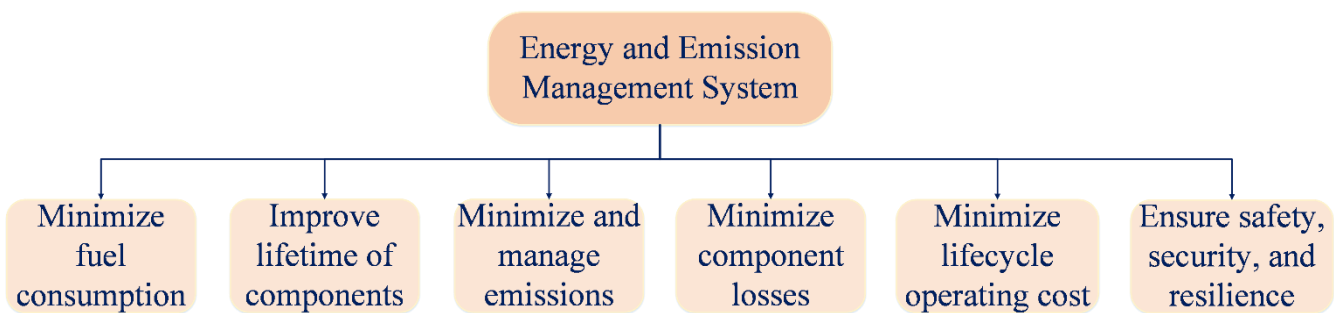 Energy and Emission
Management System
Minimize
fuel
consumption
Improve
lifetime of
components
Minimize and
manage
emissions
Minimize
component
losses
Minimize
lifecycle
operating cost
Ensure safety,
security, and
resilience